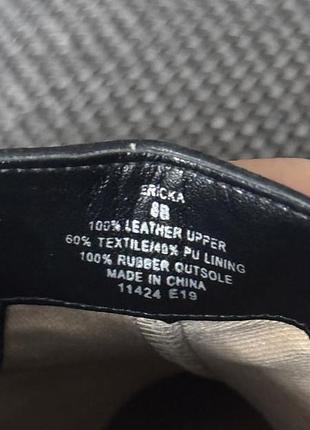 ERICKA
8B
100% LEATHER UPPER
60% TEXTILE/40% PU LINING
100% RUBBER OUTSOLE
MADE IN CHINA
11424 E19